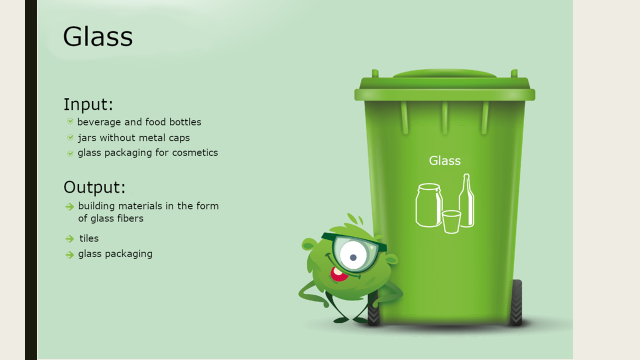 Glass
Input:
beverage and food bottles
jars without metal caps
glass packaging for cosmetics
Output:
building materials in the form
of glass fibers
tiles
glass packaging
Glass